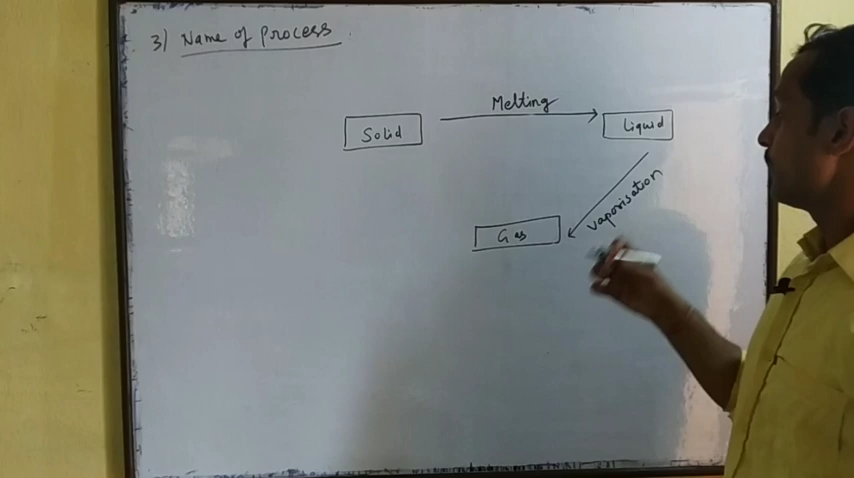 3) Name of process.
Melting
Solid
Liquid
vaporisation
Gas